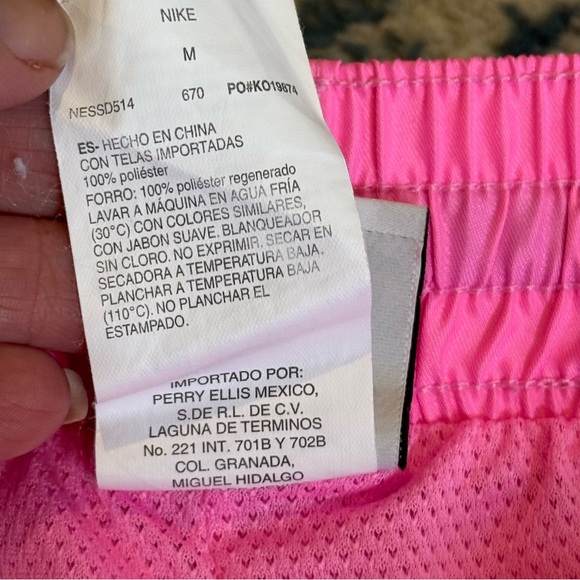 NIKE
M
NESSD514 670 PO#KO19874
ES- HECHO EN CHINA
CON TELAS IMPORTADAS
100% poliéster
FORRO: 100% poliéster regenerado
LAVAR A MÁQUINA EN AGUA FRÍA
(30°C) CON COLORES SIMILARES,
CON JABON SUAVE. BLANQUEADOR
SIN CLORO. NO EXPRIMIR. SECAR EN
SECADORA A TEMPERATURA BAJA.
PLANCHAR A TEMPERATURA BAJA
(110°C). NO PLANCHAR EL
ESTAMPADO.
IMPORTADO POR:
PERRY ELLIS MEXICO,
S.DE R.L. DE C.V.
LAGUNA DE TERMINOS
No. 221 INT. 701B Y 702B
COL. GRANADA,
MIGUEL HIDALGO